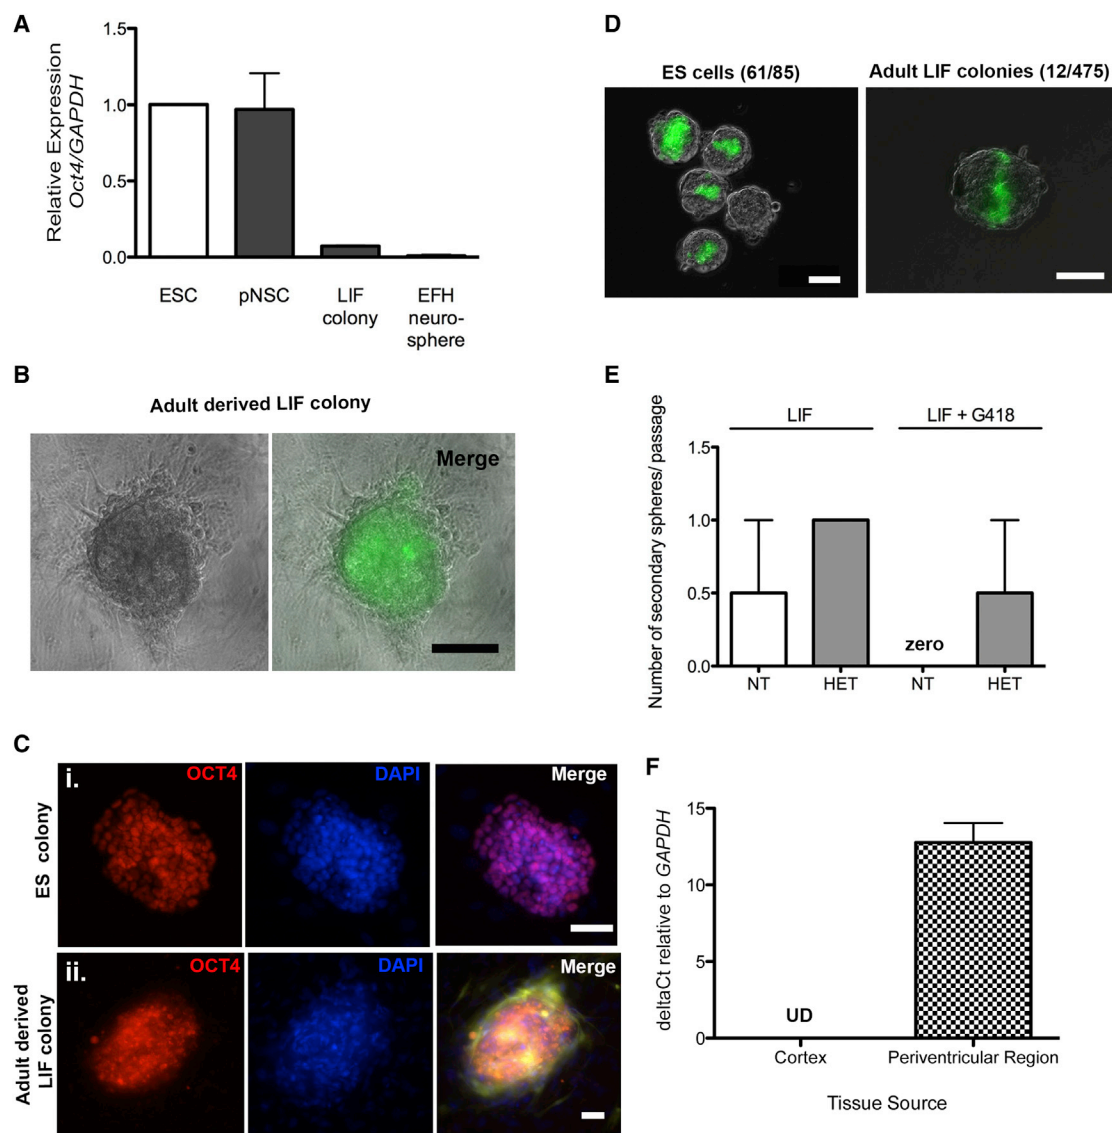 A
Relative Expression
Oct4/GAPDH
1.5
1.0
0.5
0.0
ESC
pNSC
LIF
colony
EFH
neuro-
sphere
B
Adult derived LIF colony
Merge
C
ES colony
i.
OCT4
DAPI
Merge
Adult derived
LIF colony
ii.
OCT4
DAPI
Merge
D
ES cells (61/85)
Adult LIF colonies (12/475)
E
Number of secondary spheres/ passage
LIF
LIF + G418
1.5
1.0
0.5
0.0
zero
NT
HET
NT
HET
F
deltaCt relative to GAPDH
15
10
5
0
UD
Cortex
Periventricular Region
Tissue Source